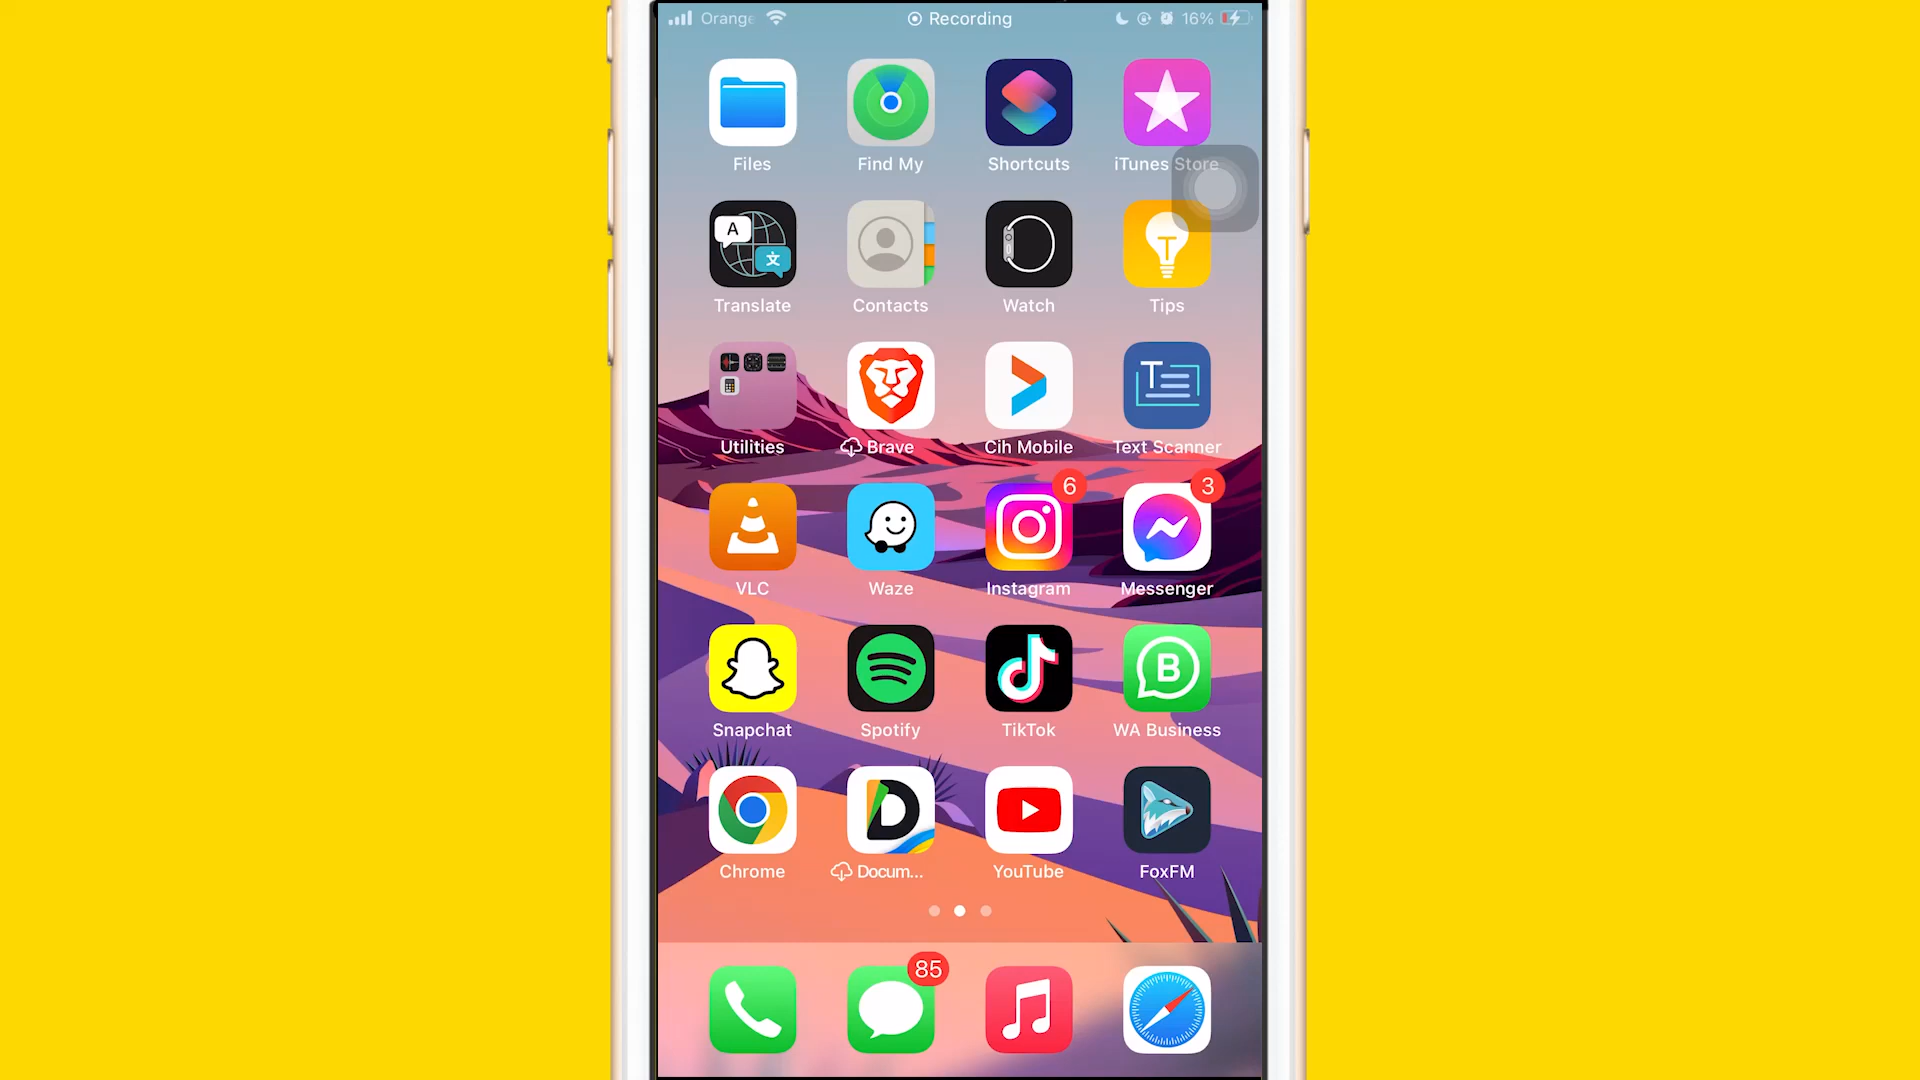 Orange Recording 16%
Files Find My Shortcuts iTunes Store
A 文 T
Translate Contacts Watch Tips
T
Utilities Brave Cih Mobile Text Scanner
6 3
VLC Waze Instagram Messenger
B
Snapchat Spotify TikTok WA Business
D
Chrome Docum... YouTube FoxFM
85